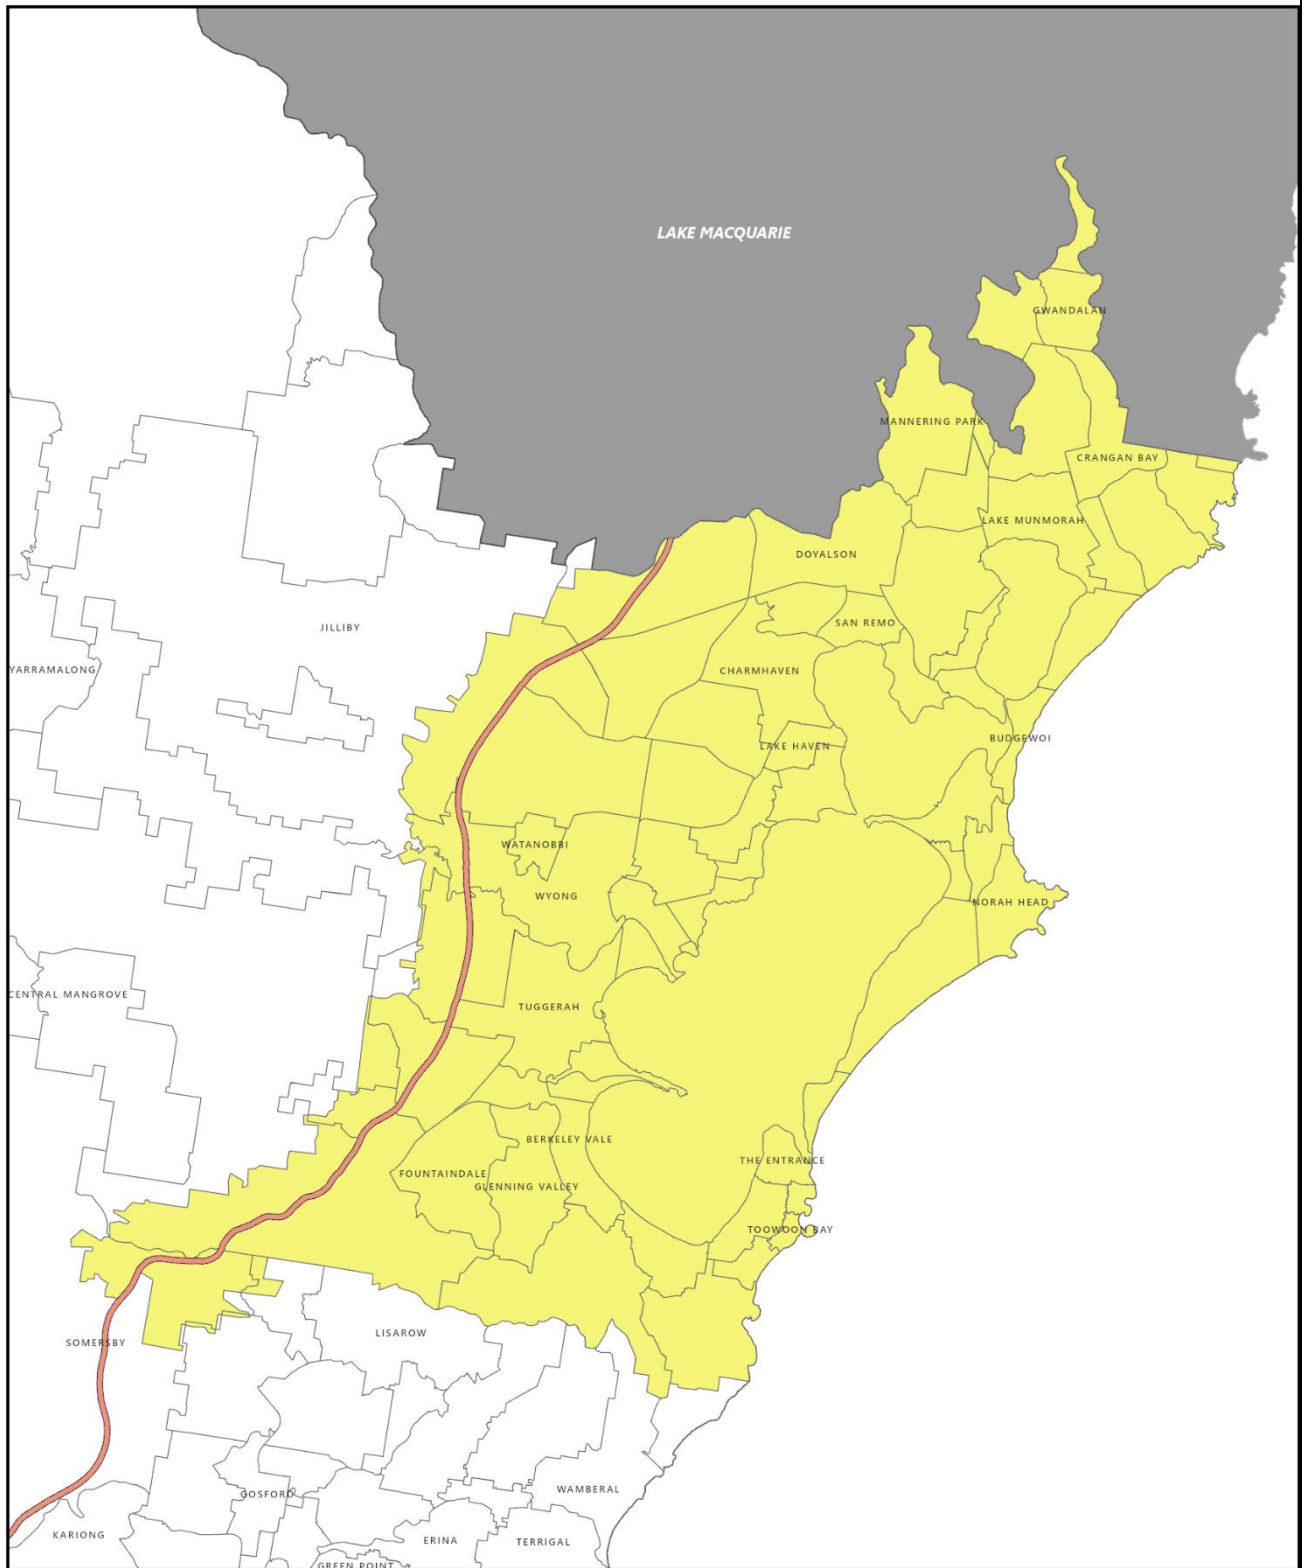 LAKE MACQUARIE
GWANDALAN
MANNERING PARK
CRANGAN BAY
LAKE MUNMORAH
DOYALSON
SAN REMO
JILLIBY
YARRAMALONG
CHARMHAVEN
BUDGEWOI
LAKE HAVEN
WATANOBBI
WYONG
NORAH HEAD
CENTRAL MANGROVE
TUGGERAH
BERKELEY VALE
THE ENTRANCE
FOUNTAINDALE
GLENNING VALLEY
TOOWOON BAY
LISAROW
SOMERSBY
WAMBERAL
GOSFORD
KARIONG
ERINA
TERRIGAL
GREEN POINT